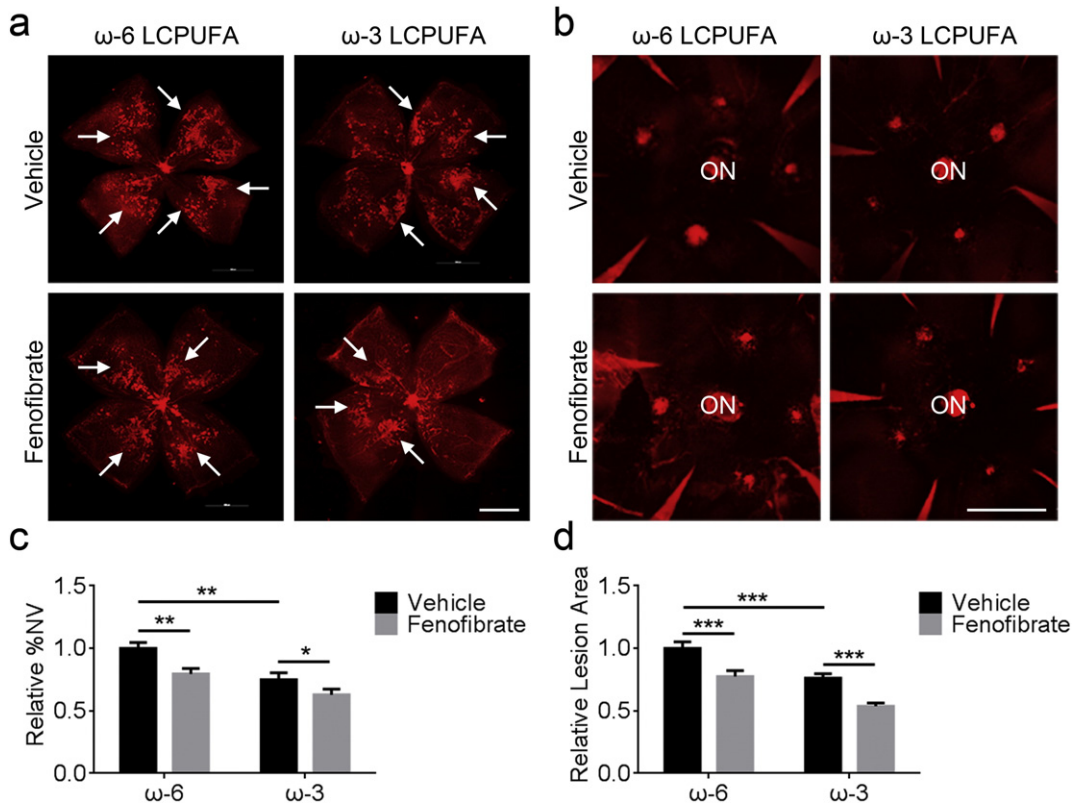 a
ω-6 LCPUFA
ω-3 LCPUFA
Vehicle
Fenofibrate
b
ω-6 LCPUFA
ω-3 LCPUFA
Vehicle
ON
ON
Fenofibrate
ON
ON
c
Relative %NV
1.5
1.0
0.5
0.0
**
**
*
ω-6
ω-3
Vehicle
Fenofibrate
d
Relative Lesion Area
1.5
1.0
0.5
0.0
***
***
***
ω-6
ω-3
Vehicle
Fenofibrate